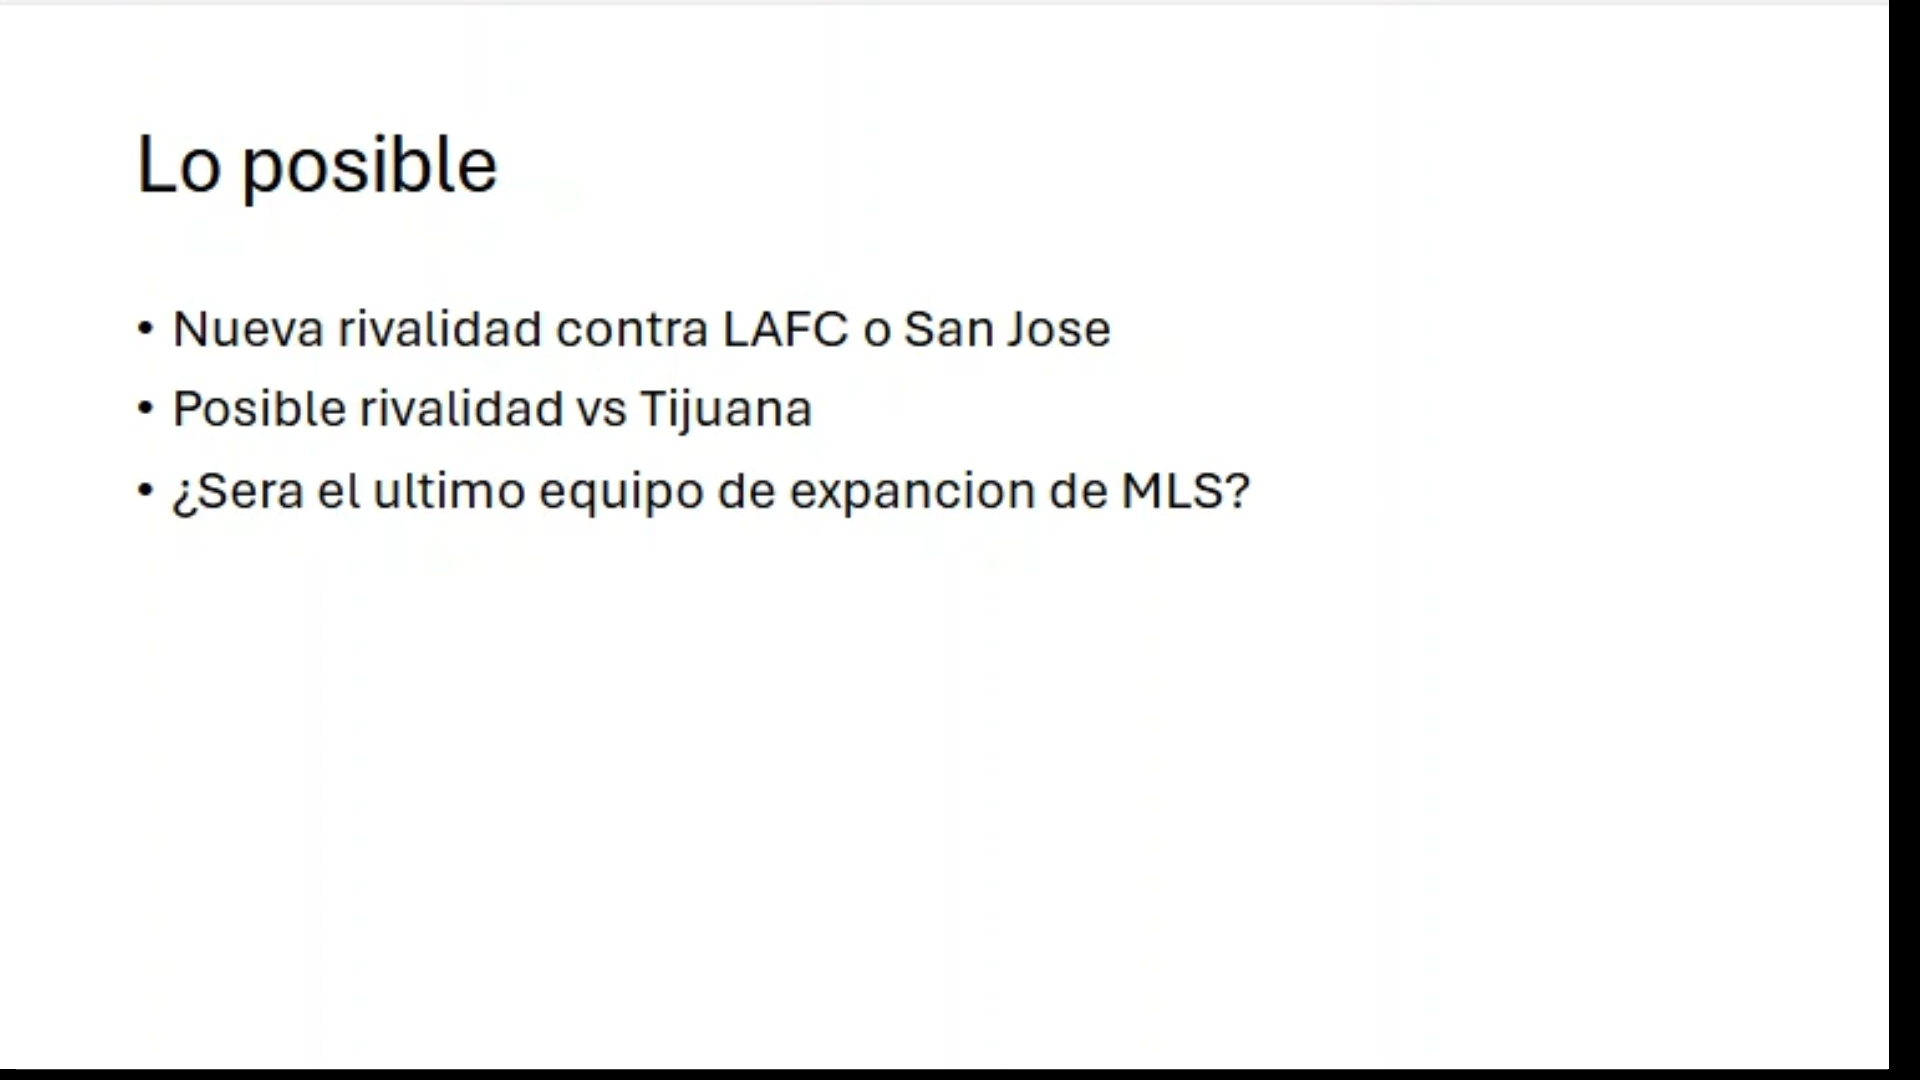 Lo posible
• Nueva rivalidad contra LAFC o San Jose
• Posible rivalidad vs Tijuana
• ¿Sera el ultimo equipo de expancion de MLS?